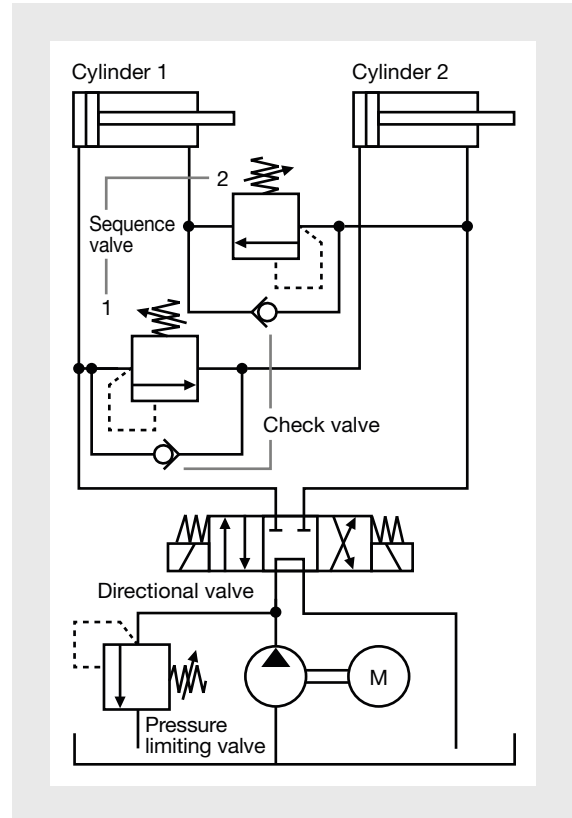 Cylinder 1
Cylinder 2
2
Sequence
valve
1
Check valve
Directional valve
M
Pressure
limiting valve